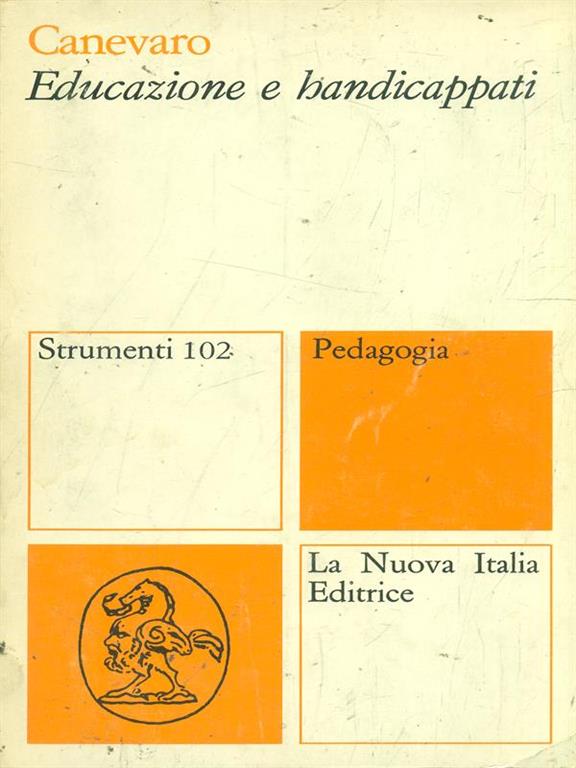 Canevaro
Educazione e handicappati
Strumenti 102
Pedagogia
La Nuova Italia
Editrice